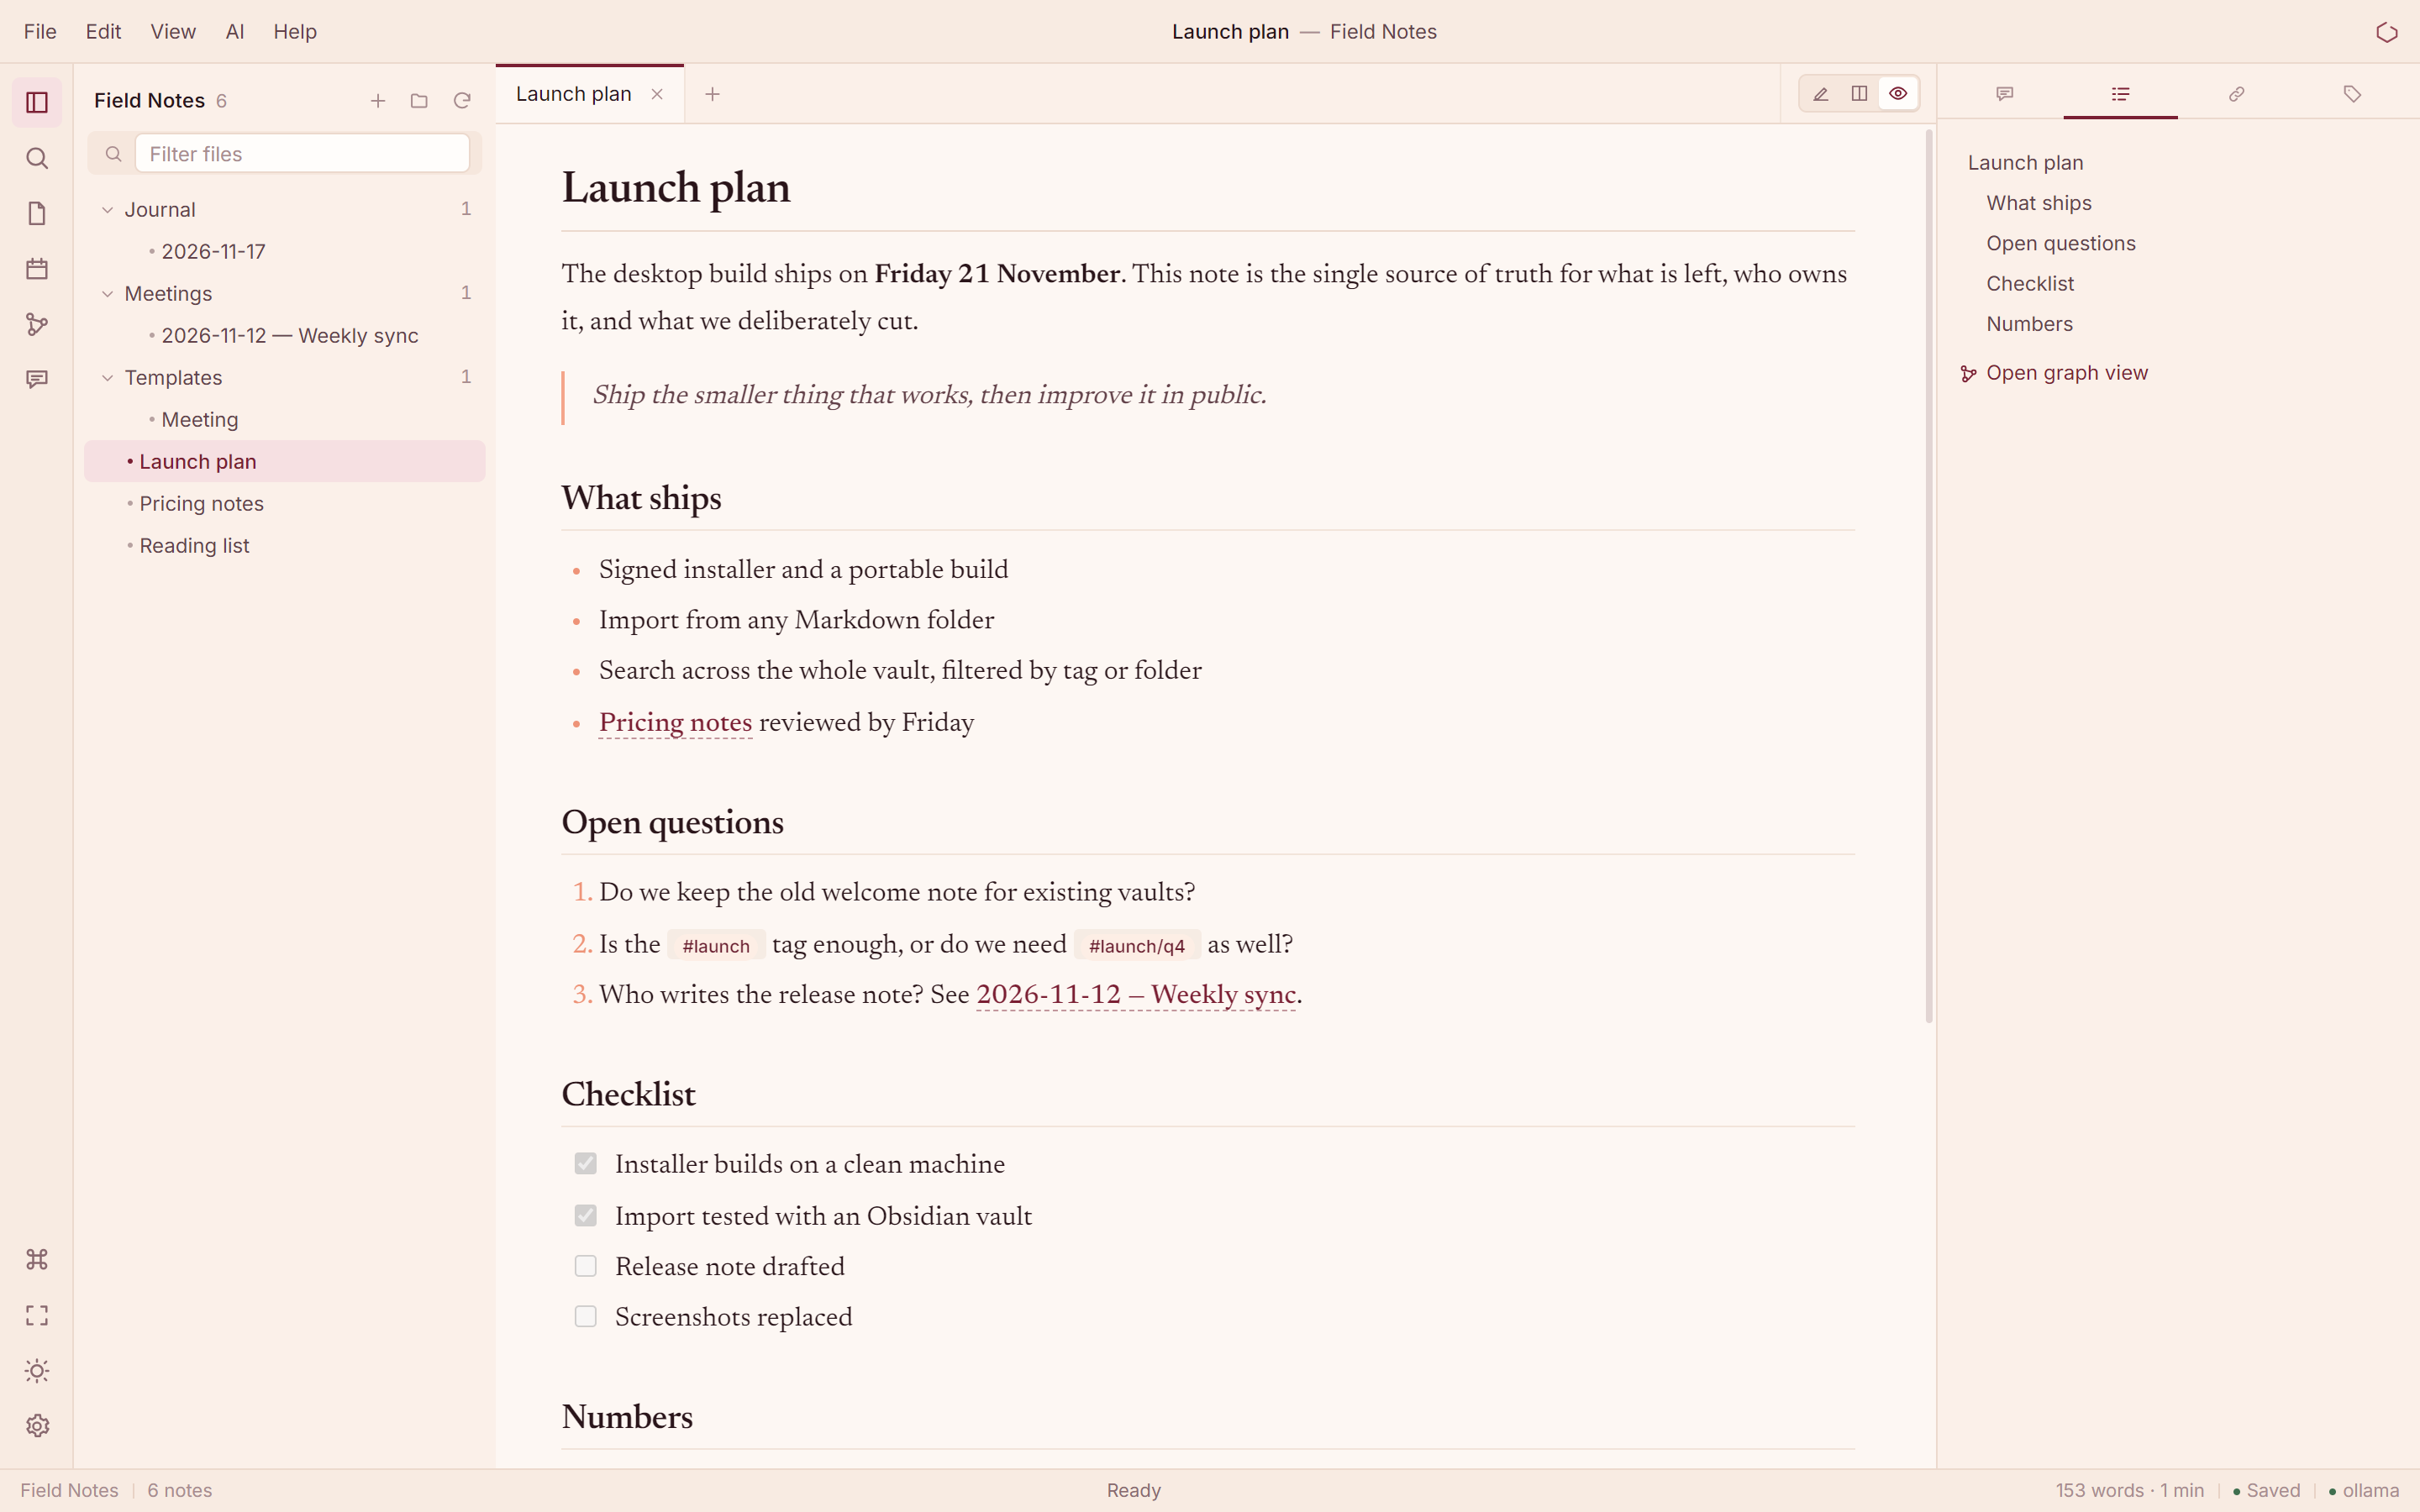 File Edit View AI Help
Launch plan — Field Notes
Field Notes 6
Filter files
Journal 1
• 2026-11-17
Meetings 1
• 2026-11-12 — Weekly sync
Templates 1
• Meeting
• Launch plan
• Pricing notes
• Reading list
Launch plan
Launch plan
The desktop build ships on Friday 21 November. This note is the single source of truth for what is left, who owns
it, and what we deliberately cut.
Ship the smaller thing that works, then improve it in public.
What ships
• Signed installer and a portable build
• Import from any Markdown folder
• Search across the whole vault, filtered by tag or folder
• Pricing notes reviewed by Friday
Open questions
1. Do we keep the old welcome note for existing vaults?
2. Is the #launch tag enough, or do we need #launch/q4 as well?
3. Who writes the release note? See 2026-11-12 – Weekly sync.
Checklist
Installer builds on a clean machine
Import tested with an Obsidian vault
Release note drafted
Screenshots replaced
Numbers
Launch plan
What ships
Open questions
Checklist
Numbers
Open graph view
Field Notes 6 notes
Ready
153 words · 1 min • Saved • ollama